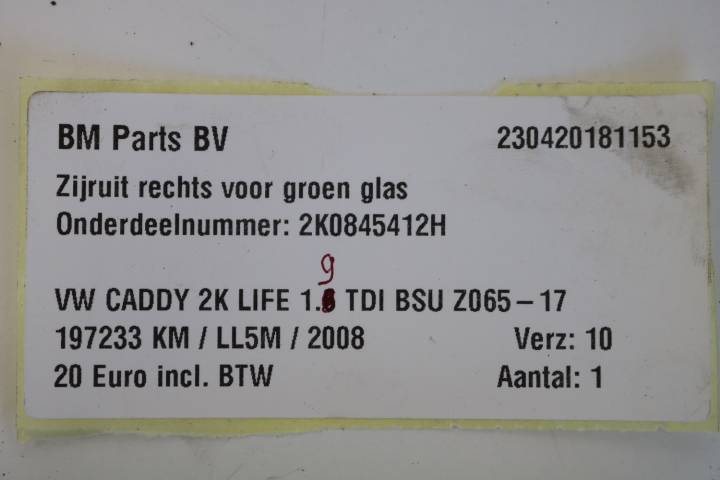 BM Parts BV 230420181153
Zijruit rechts voor groen glas
Onderdeelnummer: 2K0845412H
9
VW CADDY 2K LIFE 1.6 TDI BSU Z065 – 17
197233 KM / LL5M / 2008 Verz: 10
20 Euro incl. BTW Aantal: 1